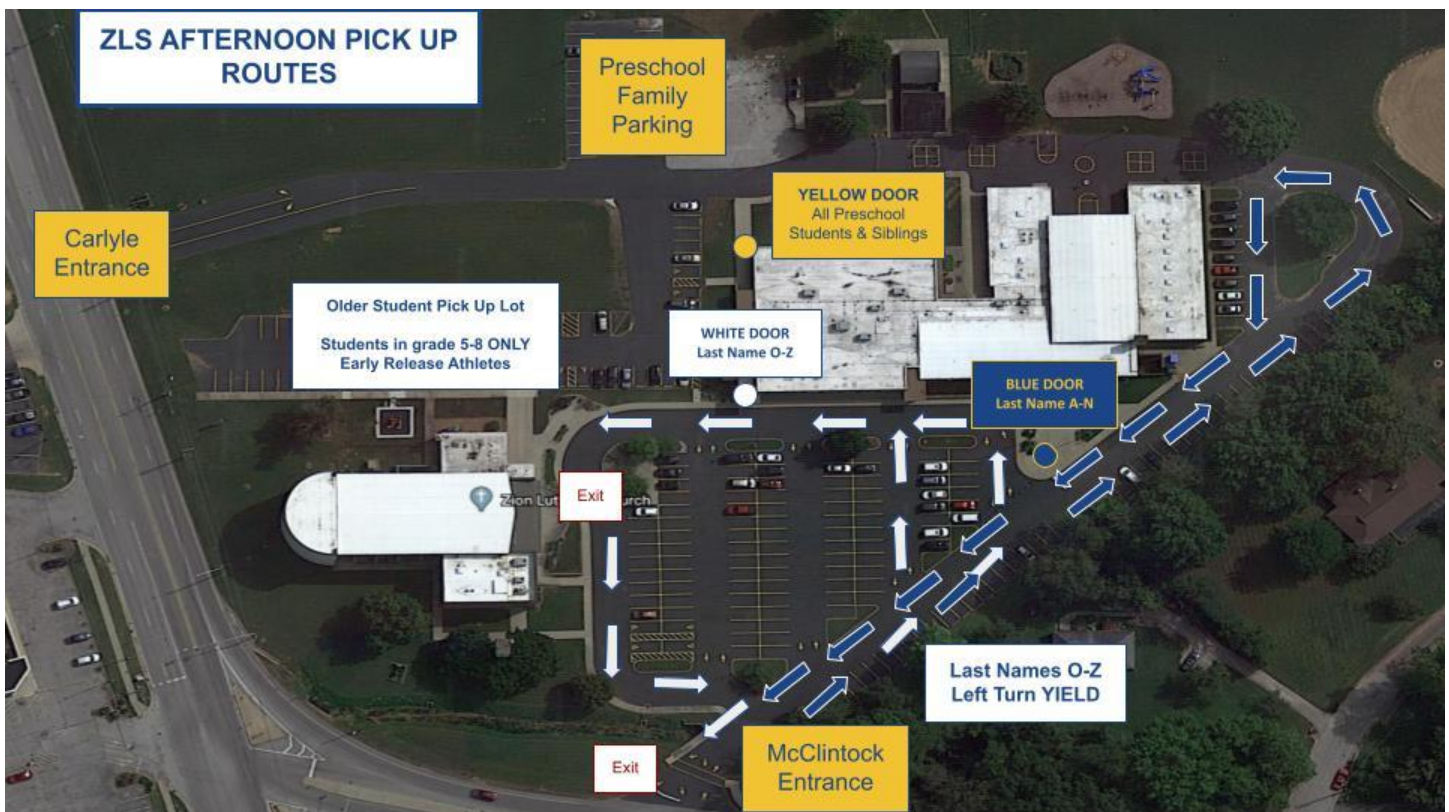 ZLS AFTERNOON PICK UP
ROUTES
Preschool
Family
Parking
Carlyle
Entrance
YELLOW DOOR
All Preschool
Students & Siblings
Older Student Pick Up Lot
Students in grade 5-8 ONLY
Early Release Athletes
WHITE DOOR
Last Name O-Z
BLUE DOOR
Last Name A-N
Exit
Zion Lut
urch
Last Names O-Z
Left Turn YIELD
Exit
McClintock
Entrance